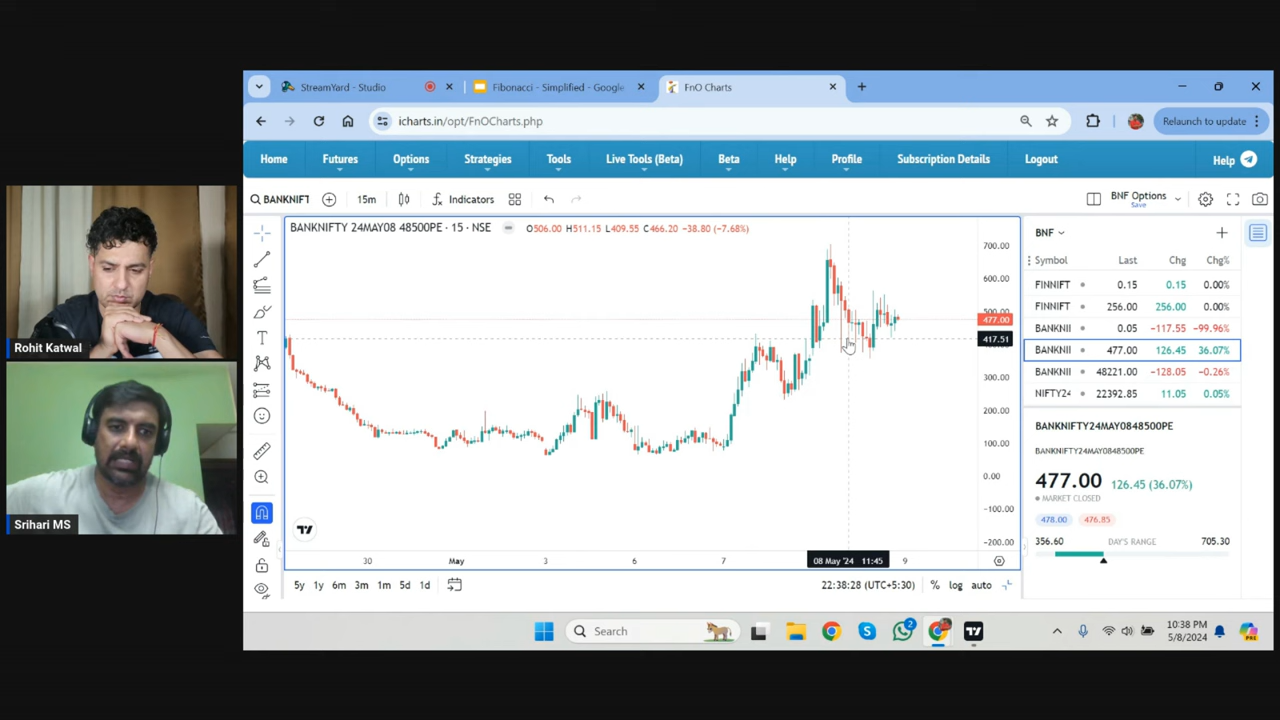 StreamYard - Studio
Fibonacci - Simplified - Google
FnO Charts
icharts.in/opt/FnOCharts.php
Relaunch to update
Home Futures Options Strategies Tools Live Tools (Beta) Beta Help Profile Subscription Details Logout Help
BANKNIFT 15m Indicators BNF Options
Save
BANKNIFTY 24MAY08 48500PE · 15 · NSE O506.00 H511.15 L409.55 C466.20 -38.80 (-7.68%)
BNF
Symbol Last Chg Chg%
FINNIFT 0.15 0.15 0.00%
FINNIFT 256.00 256.00 0.00%
BANKNII 0.05 -117.55 -99.96%
BANKNII 477.00 126.45 36.07%
BANKNII 48221.00 -128.05 -0.26%
NIFTY24 22392.85 11.05 0.05%
BANKNIFTY24MAY0848500PE
BANKNIFTY24MAY0848500PE
477.00 126.45 (36.07%)
MARKET CLOSED
478.00 476.85
356.60 DAY'S RANGE 705.30
700.00
600.00
477.00
417.51
300.00
200.00
100.00
0.00
-100.00
-200.00
30 May 3 6 7 08 May '24 11:45 9
5y 1y 6m 3m 1m 5d 1d
22:38:28 (UTC+5:30) % log auto
Rohit Katwal
Srihari MS
Search
2
10:38 PM
5/8/2024
PRE